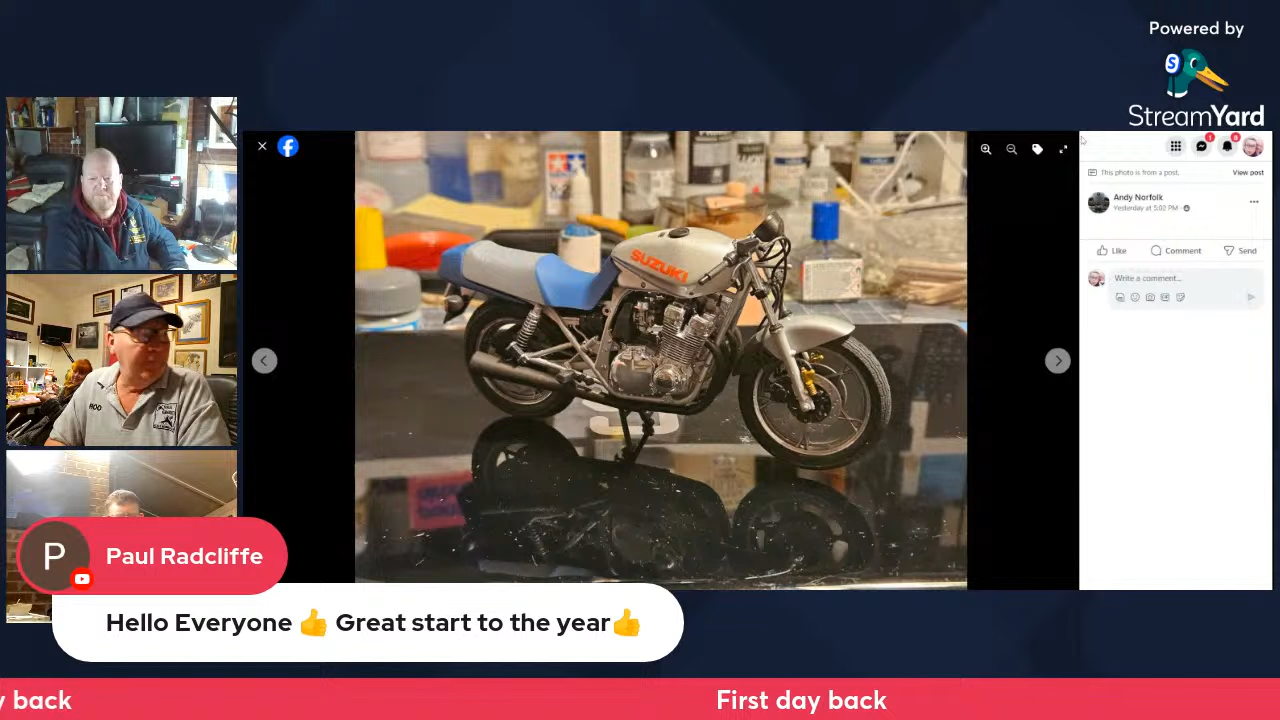 Powered by
StreamYard
SUZUKI
ROD
This photo is from a post.
View post
Andy Norfolk
Yesterday at 5:02 PM
Like
Comment
Send
Write a comment...
P
Paul Radcliffe
Hello Everyone 👍 Great start to the year👍
y back
First day back